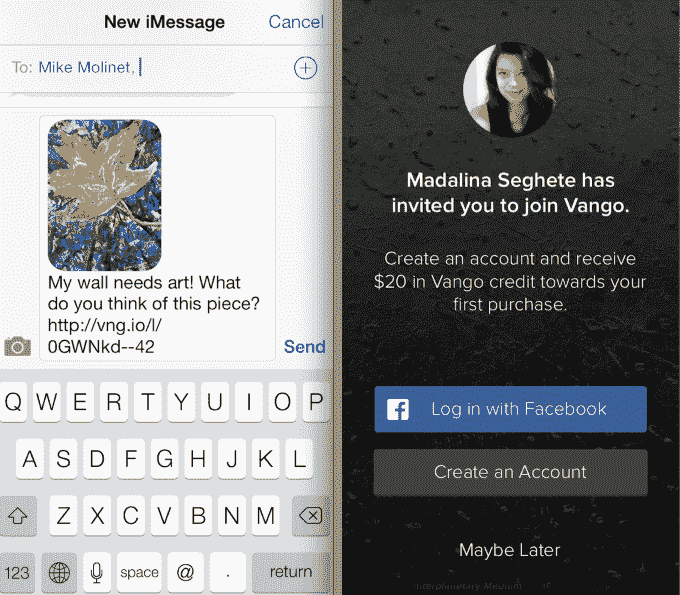 New iMessage Cancel
To: Mike Molinet,
My wall needs art! What
do you think of this piece?
http://vng.io/l/
0GWNkd--42
Send
Q W E R T Y U I O P
A S D F G H J K L
Z X C V B N M
123 space @ . return
Madalina Seghete has
invited you to join Vango.
Create an account and receive
$20 in Vango credit towards your
first purchase.
Log in with Facebook
Create an Account
Maybe Later
Interplanetary Medium